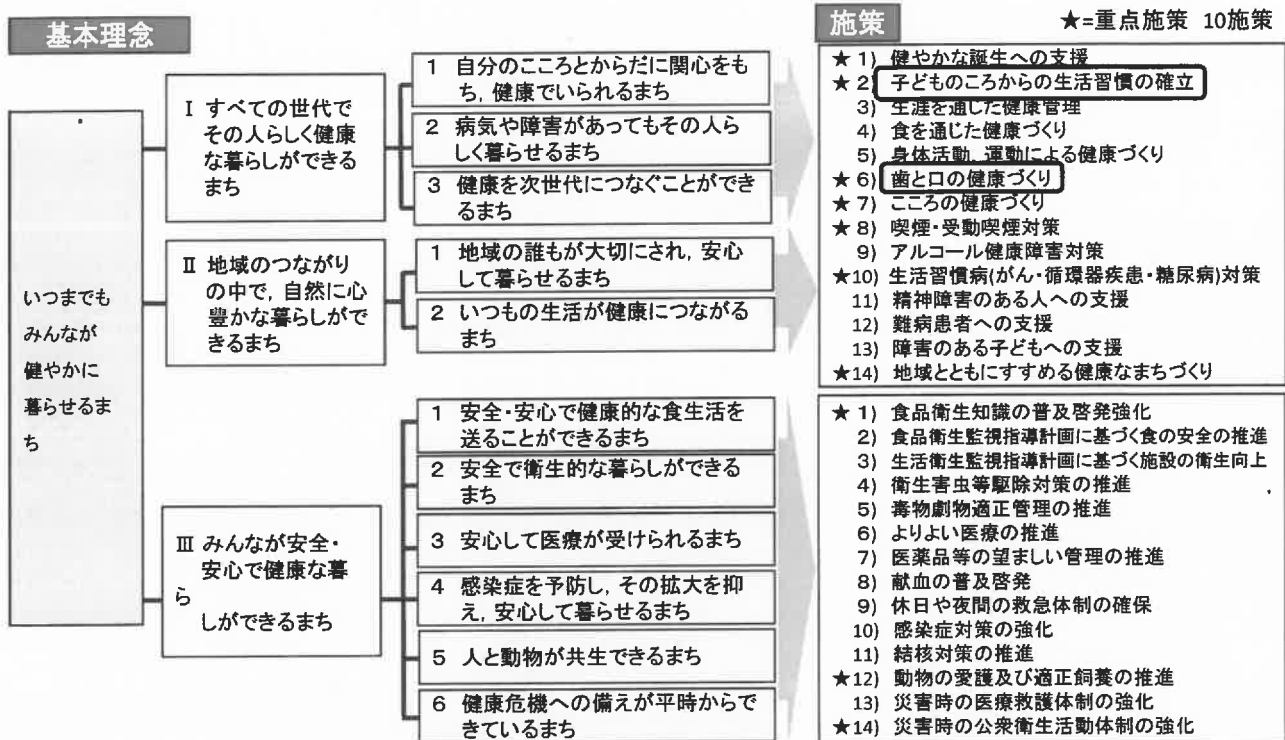 基本理念
いつまでも
みんなが
健やかに
暮らせるま
ち
Ⅰ すべての世代で
その人らしく健康
な暮らしができる
まち
1 自分のこころとからだに関心をも
ち，健康でいられるまち
2 病気や障害があってもその人ら
しく暮らせるまち
3 健康を次世代につなぐことができ
るまち
Ⅱ 地域のつながり
の中で，自然に心
豊かな暮らしがで
きるまち
1 地域の誰もが大切にされ，安心
して暮らせるまち
2 いつもの生活が健康につながる
まち
Ⅲ みんなが安全・
安心で健康な暮
ら
しができるまち
1 安全・安心で健康的な食生活を
送ることができるまち
2 安全で衛生的な暮らしができる
まち
3 安心して医療が受けられるまち
4 感染症を予防し，その拡大を抑
え，安心して暮らせるまち
5 人と動物が共生できるまち
6 健康危機への備えが平時からで
きているまち
施策
★=重点施策 10施策
★ 1) 健やかな誕生への支援
★ 2) 子どものころからの生活習慣の確立
3) 生涯を通じた健康管理
4) 食を通じた健康づくり
5) 身体活動，運動による健康づくり
★ 6) 歯と口の健康づくり
★ 7) こころの健康づくり
★ 8) 喫煙・受動喫煙対策
9) アルコール健康障害対策
★10) 生活習慣病(がん・循環器疾患・糖尿病)対策
11) 精神障害のある人への支援
12) 難病患者への支援
13) 障害のある子どもへの支援
★14) 地域とともにすすめる健康なまちづくり
★ 1) 食品衛生知識の普及啓発強化
2) 食品衛生監視指導計画に基づく食の安全の推進
3) 生活衛生監視指導計画に基づく施設の衛生向上
4) 衛生害虫等駆除対策の推進
5) 毒物劇物適正管理の推進
6) よりよい医療の推進
7) 医薬品等の望ましい管理の推進
8) 献血の普及啓発
9) 休日や夜間の救急体制の確保
10) 感染症対策の強化
11) 結核対策の推進
★12) 動物の愛護及び適正飼養の推進
13) 災害時の医療救護体制の強化
★14) 災害時の公衆衛生活動体制の強化